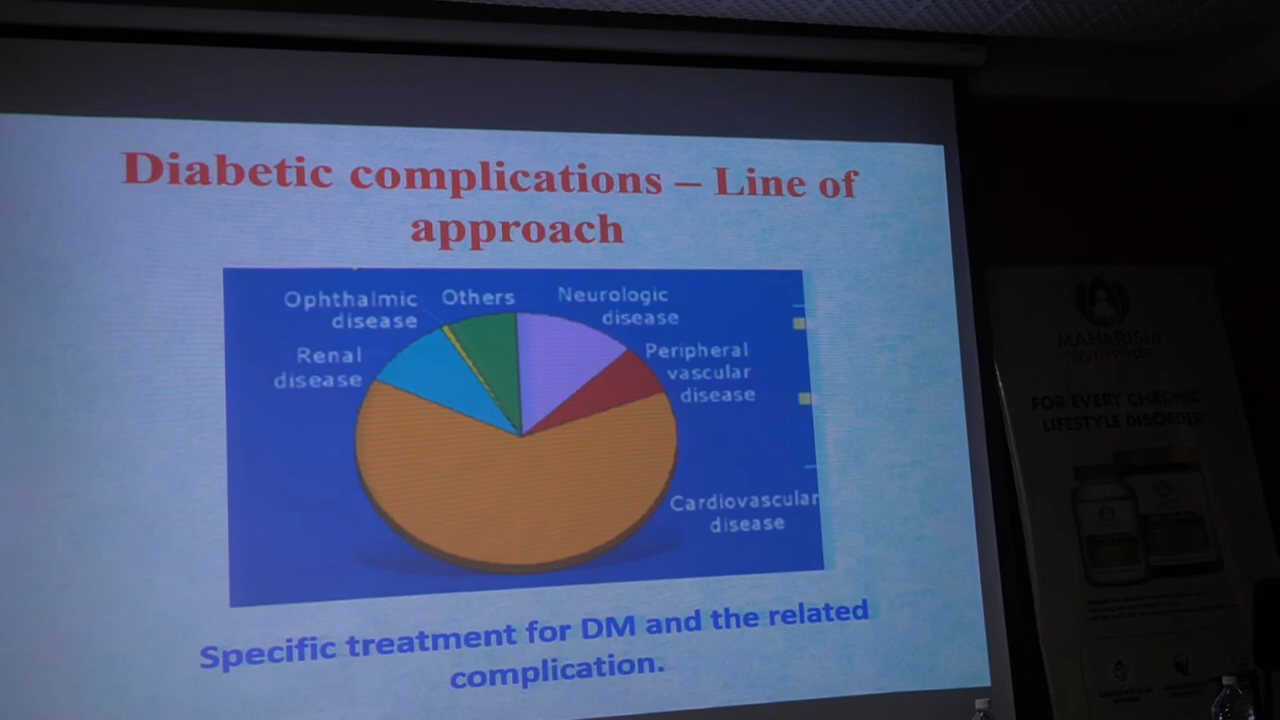 Diabetic complications – Line of
approach
Ophthalmic
disease
Others
Neurologic
disease
Renal
disease
Peripheral
vascular
disease
Cardiovascular
disease
Specific treatment for DM and the related
complication.
MAHARISHI
ayurveda
FOR EVERY CHRONIC
LIFESTYLE DISORDER